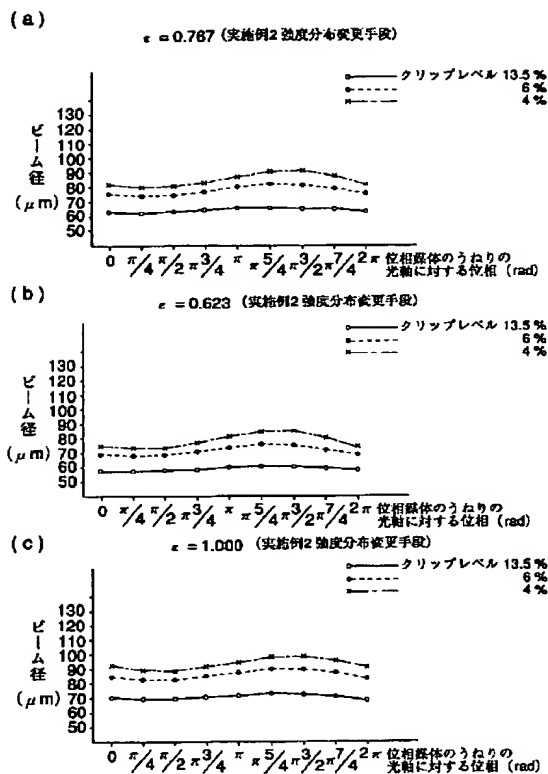 (a)
ε = 0.767 (実施例2 強度分布変更手段)
クリップレベル 13.5 %
6 %
4 %
ビーム径
(μm)
130
120
110
100
90
80
70
60
50
0 π/4 π/2 π3/4 π π5/4 π3/2 π7/4 2π
位相媒体のうねりの
光軸に対する位相 (rad)
(b)
ε = 0.623 (実施例2 強度分布変更手段)
クリップレベル 13.5 %
6 %
4 %
ビーム径
(μm)
130
120
110
100
90
80
70
60
50
0 π/4 π/2 π3/4 π π5/4 π3/2 π7/4 2π
位相媒体のうねりの
光軸に対する位相 (rad)
(c)
ε = 1.000 (実施例2 強度分布変更手段)
クリップレベル 13.5 %
6 %
4 %
ビーム径
(μm)
130
120
110
100
90
80
70
60
50
0 π/4 π/2 π3/4 π π5/4 π3/2 π7/4 2π
位相媒体のうねりの
光軸に対する位相 (rad)